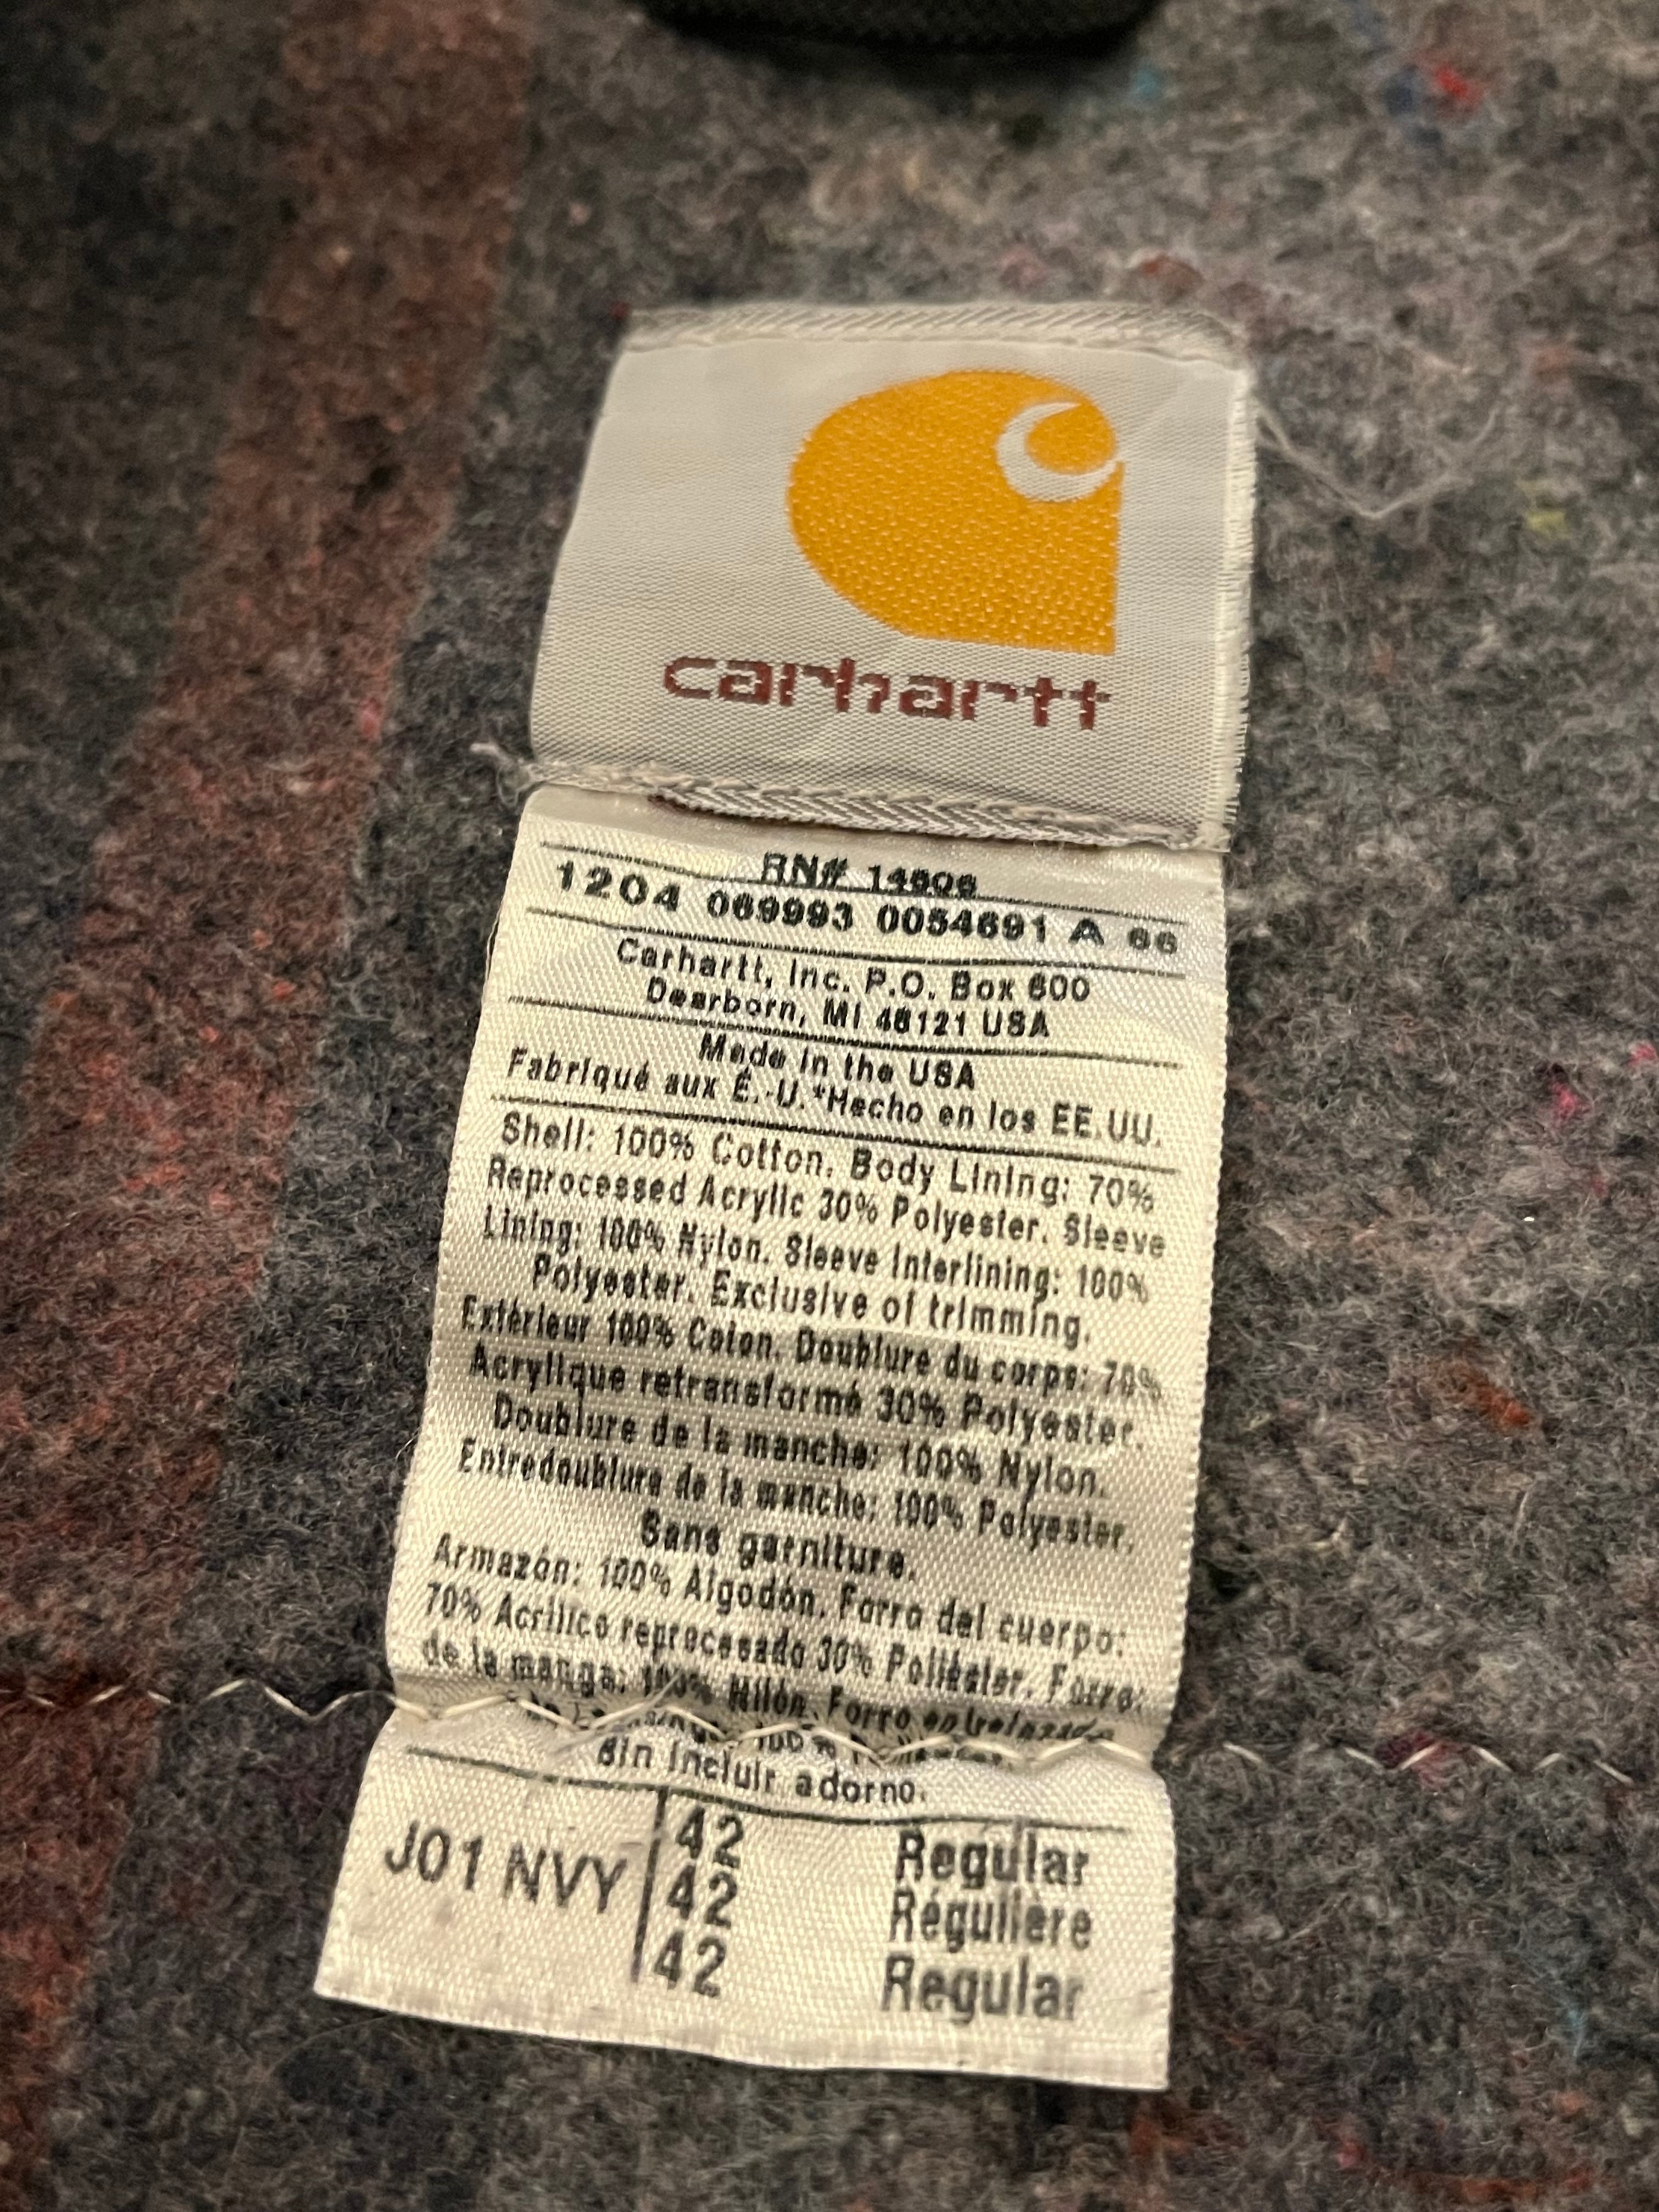 carhartt
RN# 14806
1204 069993 0054691 A 66
Carhartt, Inc. P.O. Box 600
Dearborn, MI 48121 USA
Made in the USA
Fabriqué aux É.-U.*Hecho en los EE.UU.
Shell: 100% Cotton. Body Lining: 70%
Reprocessed Acrylic 30% Polyester. Sleeve
Lining: 100% Nylon. Sleeve Interlining: 100%
Polyester. Exclusive of trimming.
Extérieur 100% Coton. Doublure du corps: 70%
Acrylique retransformé 30% Polyester.
Doublure de la manche: 100% Nylon.
Entredoublure de la manche: 100% Polyester.
Sans garniture.
Armazón: 100% Algodón. Forro del cuerpo:
70% Acrílico reprocesado 30% Poliéster. Forro:
de la manga: 100% Nilón. Forro entrelazado
100%
Sin incluir adorno.
J01 NVY
42 Regular
42 Régulière
42 Regular